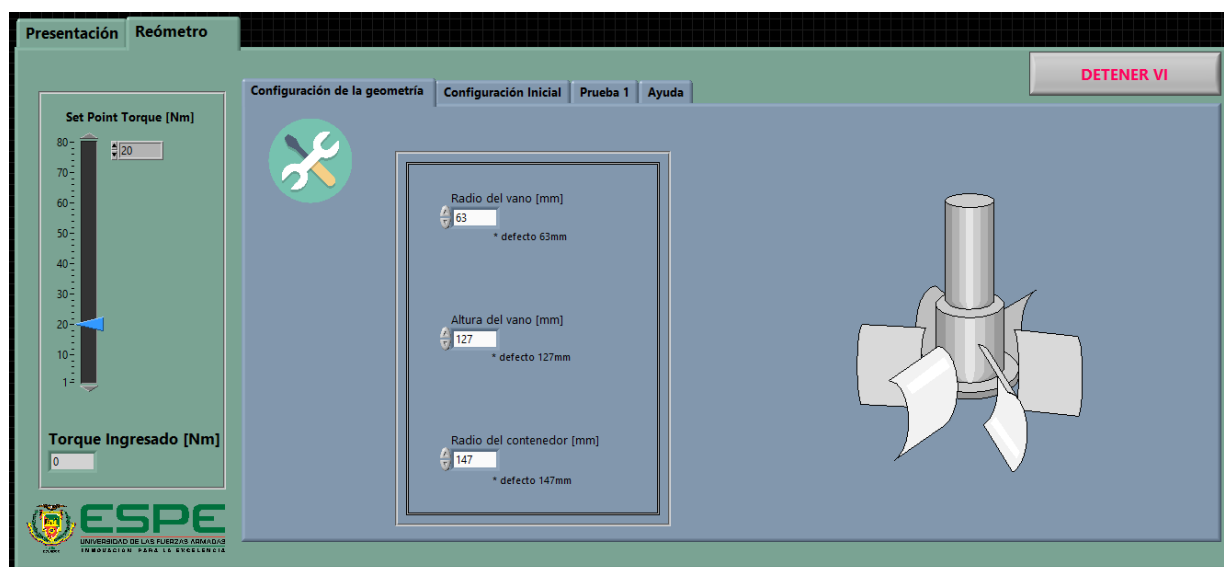 Presentación
Reómetro
DETENER VI
Configuración de la geometría
Configuración Inicial
Prueba 1
Ayuda
Set Point Torque [Nm]
20
80
70
60
50
40
30
20
10
1
Torque Ingresado [Nm]
0
Radio del vano [mm]
63
* defecto 63mm
Altura del vano [mm]
127
* defecto 127mm
Radio del contenedor [mm]
147
* defecto 147mm
ESPE
UNIVERSIDAD DE LAS FUERZAS ARMADAS
INNOVACION PARA LA EXCELENCIA